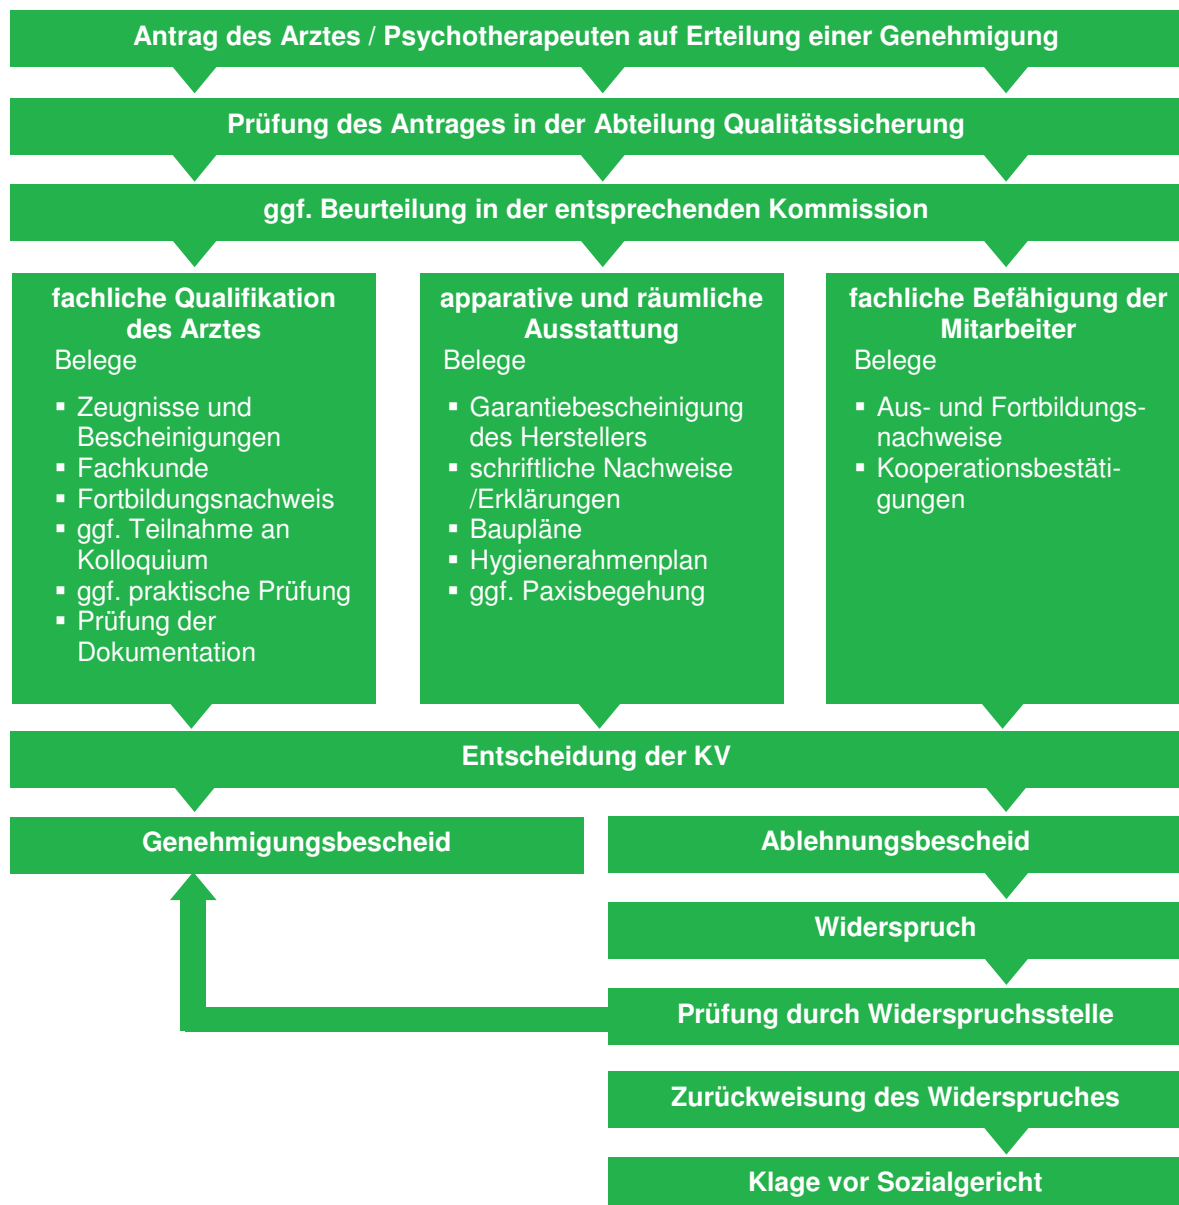 Antrag des Arztes / Psychotherapeuten auf Erteilung einer Genehmigung
Prüfung des Antrages in der Abteilung Qualitätssicherung
ggf. Beurteilung in der entsprechenden Kommission
fachliche Qualifikation
des Arztes
Belege
▪ Zeugnisse und
Bescheinigungen
▪ Fachkunde
▪ Fortbildungsnachweis
▪ ggf. Teilnahme an
Kolloquium
▪ ggf. praktische Prüfung
▪ Prüfung der
Dokumentation
apparative und räumliche
Ausstattung
Belege
▪ Garantiebescheinigung
des Herstellers
▪ schriftliche Nachweise
/Erklärungen
▪ Baupläne
▪ Hygienerahmenplan
▪ ggf. Paxisbegehung
fachliche Befähigung der
Mitarbeiter
Belege
▪ Aus- und Fortbildungs-
nachweise
▪ Kooperationsbestäti-
gungen
Entscheidung der KV
Genehmigungsbescheid
Ablehnungsbescheid
Widerspruch
Prüfung durch Widerspruchsstelle
Zurückweisung des Widerspruches
Klage vor Sozialgericht